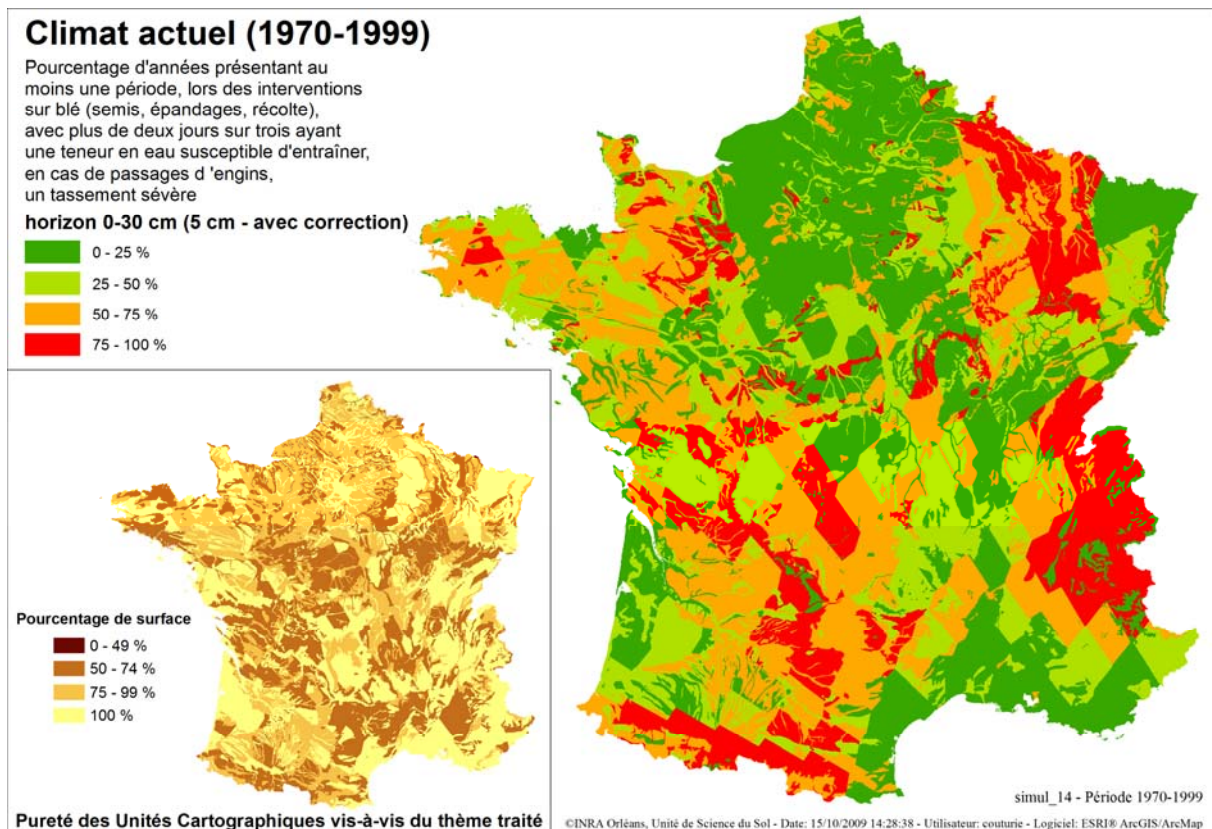 Climat actuel (1970-1999)
Pourcentage d'années présentant au
moins une période, lors des interventions
sur blé (semis, épandages, récolte),
avec plus de deux jours sur trois ayant
une teneur en eau susceptible d'entraîner,
en cas de passages d 'engins,
un tassement sévère
horizon 0-30 cm (5 cm - avec correction)
0 - 25 %
25 - 50 %
50 - 75 %
75 - 100 %
Pourcentage de surface
0 - 49 %
50 - 74 %
75 - 99 %
100 %
Pureté des Unités Cartographiques vis-à-vis du thème traité
simul_14 - Période 1970-1999
©INRA Orléans, Unité de Science du Sol - Date: 15/10/2009 14:28:38 - Utilisateur: couturie - Logiciel: ESRI® ArcGIS/ArcMap